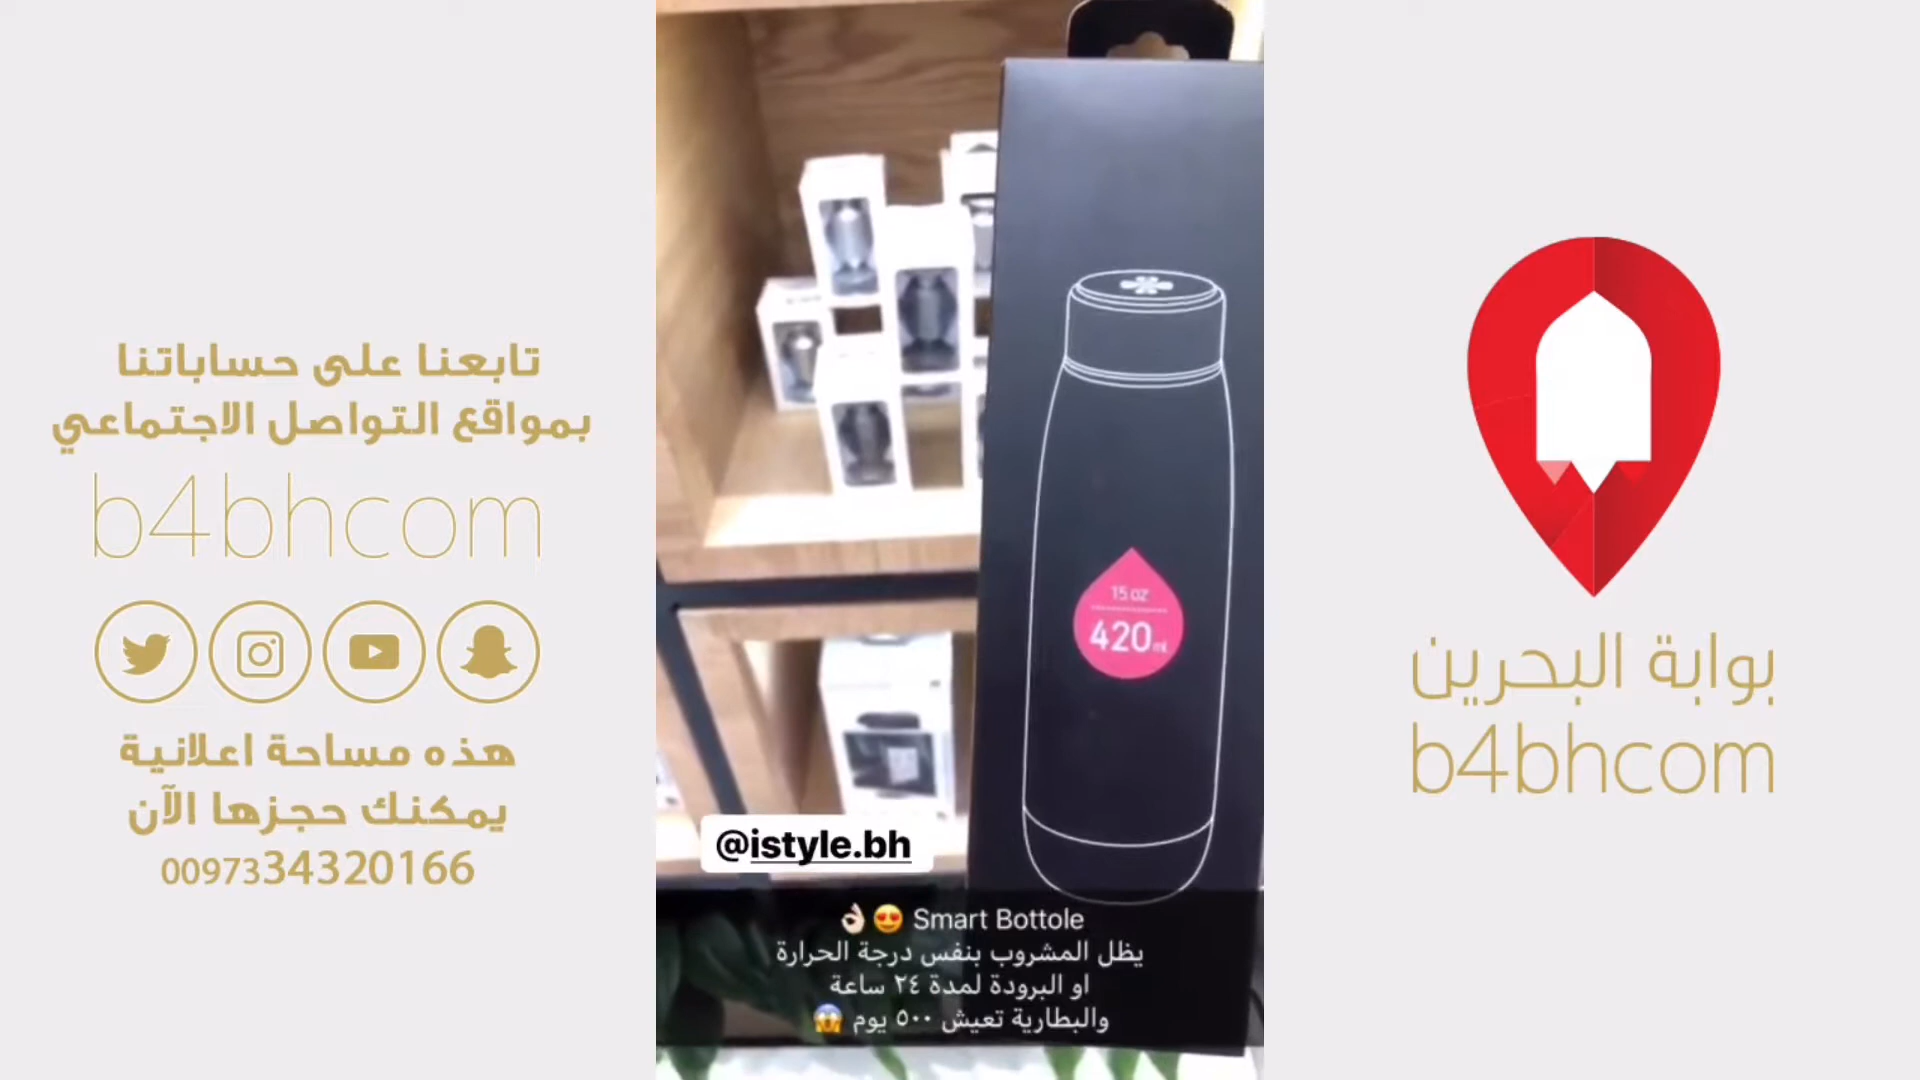 تابعنا على حساباتنا
بمواقع التواصل الاجتماعي
b4bhcom
هذه مساحة اعلانية
يمكنك حجزها الآن
0097334320166
15 oz
420 ml
@istyle.bh
👌🏻😍 Smart Bottole
يظل المشروب بنفس درجة الحرارة
او البرودة لمدة ٢٤ ساعة
والبطارية تعيش ٥٠٠ يوم 😱
بوابة البحرين
b4bhcom